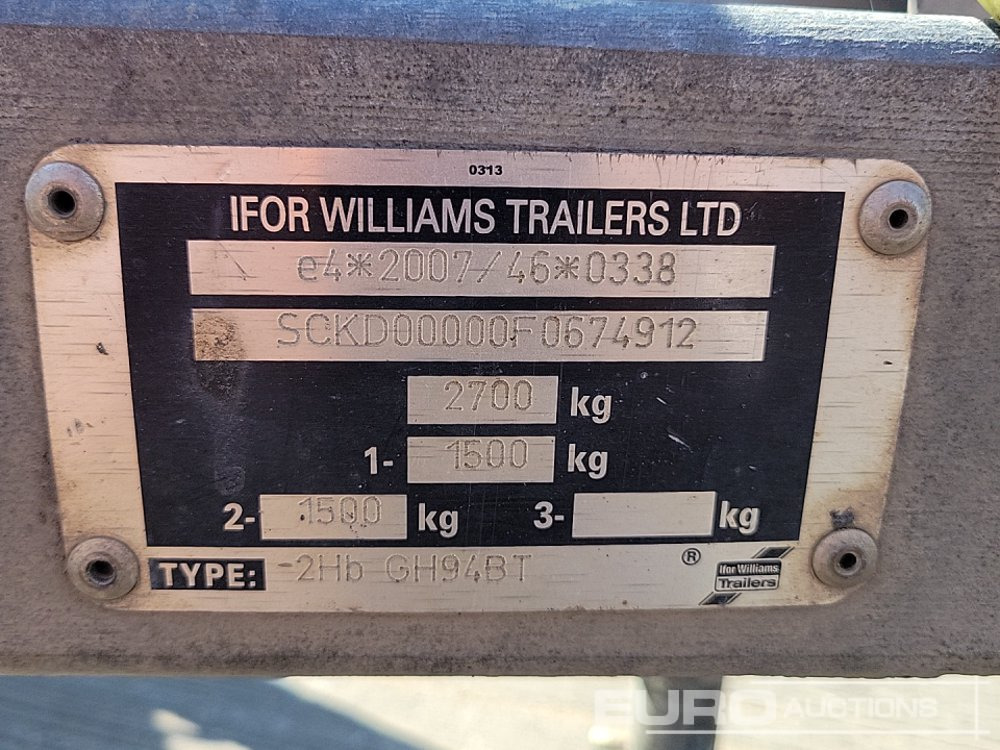 0313
IFOR WILLIAMS TRAILERS LTD
e4*2007/46*0338
SCKD00000F0674912
2700 kg
1- 1500 kg
2- 1500 kg 3- kg
TYPE: 2Hb GH94BT ® Ifor Williams
Trailers
EURO AUCTIONS